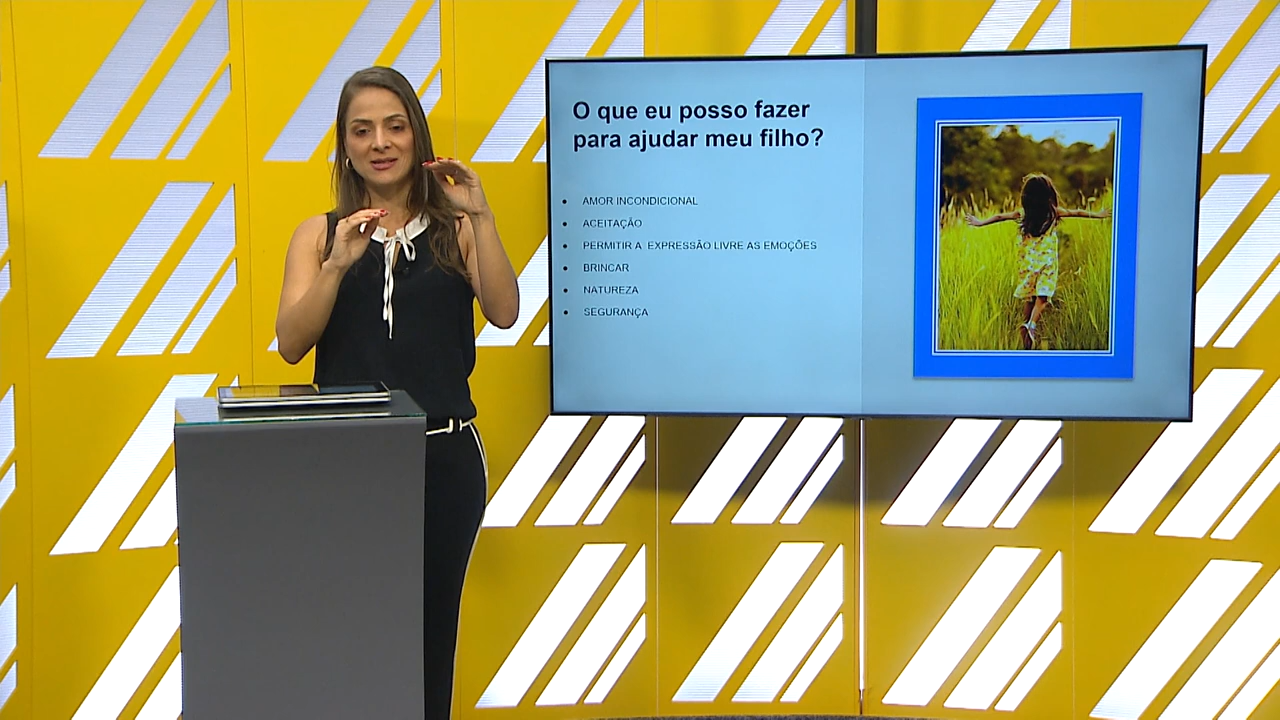 O que eu posso fazer
para ajudar meu filho?
• AMOR INCONDICIONAL
• ACEITAÇÃO
• PERMITIR A EXPRESSÃO LIVRE AS EMOÇÕES
• BRINCAR
• NATUREZA
• SEGURANÇA